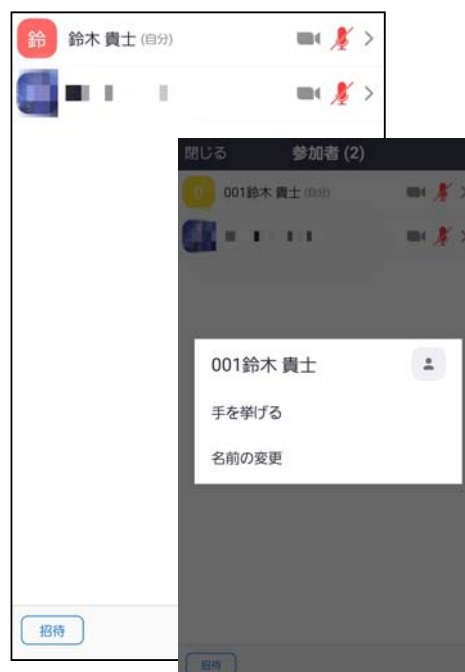 鈴 鈴木 貴士 (自分)
閉じる 参加者 (2)
0 001鈴木 貴士 (自分)
001鈴木 貴士
手を挙げる
名前の変更
招待
招待